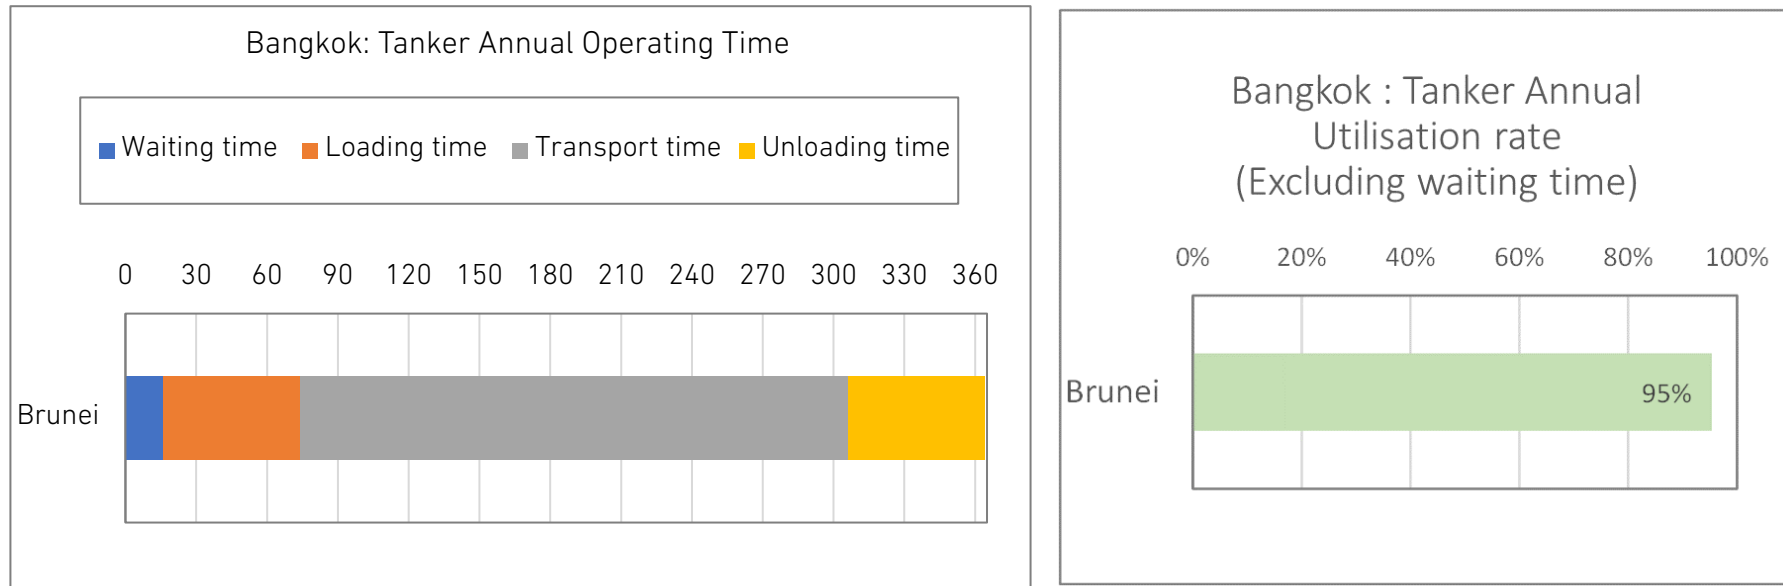 Bangkok: Tanker Annual Operating Time
Waiting time Loading time Transport time Unloading time
0 30 60 90 120 150 180 210 240 270 300 330 360
Brunei
Bangkok : Tanker Annual
Utilisation rate
(Excluding waiting time)
0% 20% 40% 60% 80% 100%
Brunei
95%